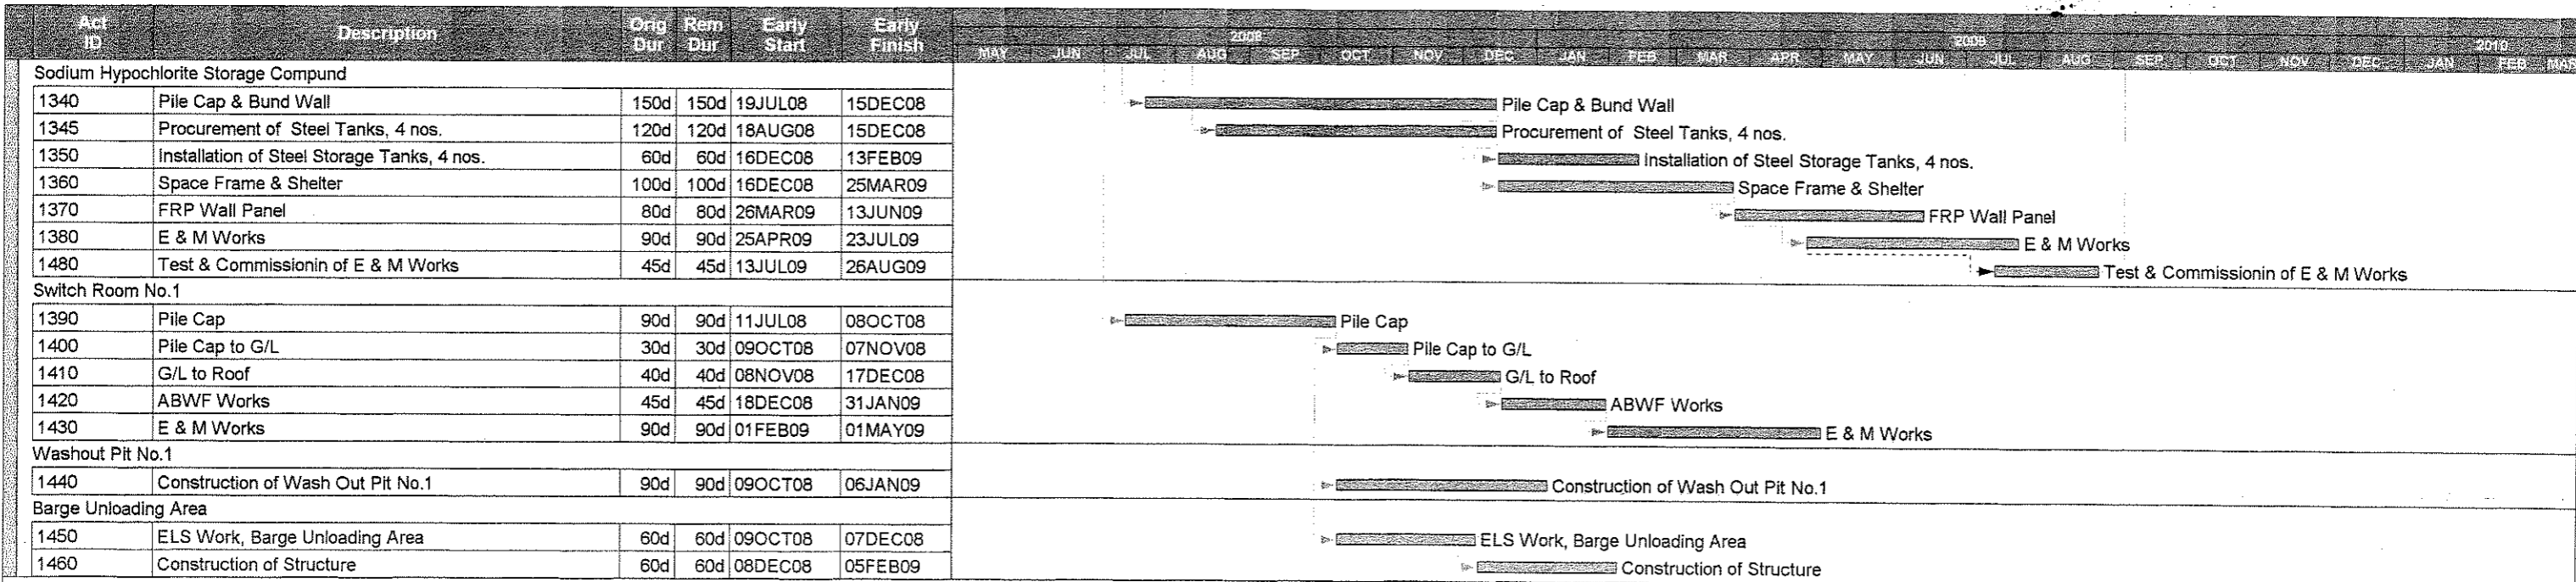 Act ID Description Orig Dur Rem Dur Early Start Early Finish
2008 2009 2010
MAY JUN JUL AUG SEP OCT NOV DEC JAN FEB MAR APR MAY JUN JUL AUG SEP OCT NOV DEC JAN FEB MAR
Sodium Hypochlorite Storage Compund
1340 Pile Cap & Bund Wall 150d 150d 19JUL08 15DEC08 Pile Cap & Bund Wall
1345 Procurement of Steel Tanks, 4 nos. 120d 120d 18AUG08 15DEC08 Procurement of Steel Tanks, 4 nos.
1350 Installation of Steel Storage Tanks, 4 nos. 60d 60d 16DEC08 13FEB09 Installation of Steel Storage Tanks, 4 nos.
1360 Space Frame & Shelter 100d 100d 16DEC08 25MAR09 Space Frame & Shelter
1370 FRP Wall Panel 80d 80d 26MAR09 13JUN09 FRP Wall Panel
1380 E & M Works 90d 90d 25APR09 23JUL09 E & M Works
1480 Test & Commissionin of E & M Works 45d 45d 13JUL09 26AUG09 Test & Commissionin of E & M Works
Switch Room No.1
1390 Pile Cap 90d 90d 11JUL08 08OCT08 Pile Cap
1400 Pile Cap to G/L 30d 30d 09OCT08 07NOV08 Pile Cap to G/L
1410 G/L to Roof 40d 40d 08NOV08 17DEC08 G/L to Roof
1420 ABWF Works 45d 45d 18DEC08 31JAN09 ABWF Works
1430 E & M Works 90d 90d 01FEB09 01MAY09 E & M Works
Washout Pit No.1
1440 Construction of Wash Out Pit No.1 90d 90d 09OCT08 06JAN09 Construction of Wash Out Pit No.1
Barge Unloading Area
1450 ELS Work, Barge Unloading Area 60d 60d 09OCT08 07DEC08 ELS Work, Barge Unloading Area
1460 Construction of Structure 60d 60d 08DEC08 05FEB09 Construction of Structure